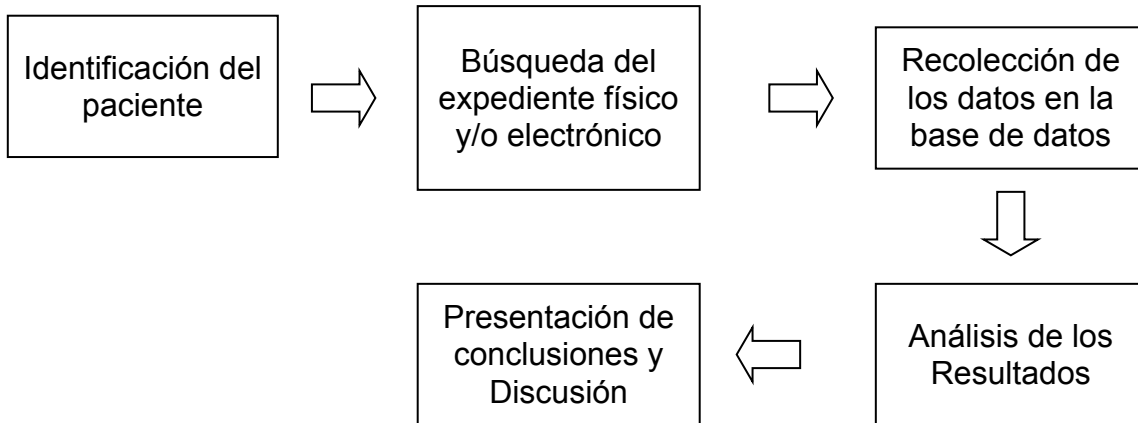 Identificación del
paciente
Búsqueda del
expediente físico
y/o electrónico
Recolección de
los datos en la
base de datos
Análisis de los
Resultados
Presentación de
conclusiones y
Discusión